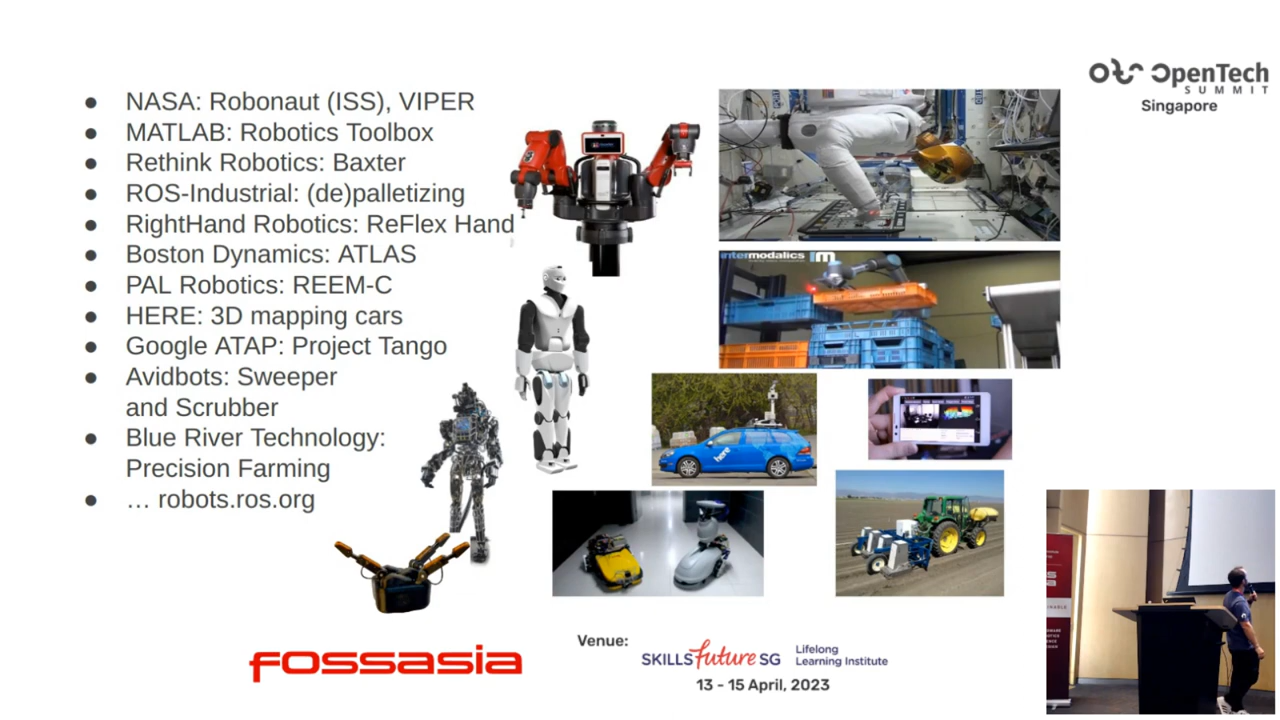 OpenTech
SUMMIT
Singapore
● NASA: Robonaut (ISS), VIPER
● MATLAB: Robotics Toolbox
● Rethink Robotics: Baxter
● ROS-Industrial: (de)palletizing
● RightHand Robotics: ReFlex Hand
● Boston Dynamics: ATLAS
● PAL Robotics: REEM-C
● HERE: 3D mapping cars
● Google ATAP: Project Tango
● Avidbots: Sweeper
and Scrubber
● Blue River Technology:
Precision Farming
● … robots.ros.org
intermodalics
here
fossasia
Venue:
SKILLSfuture SG
Lifelong
Learning Institute
13 - 15 April, 2023